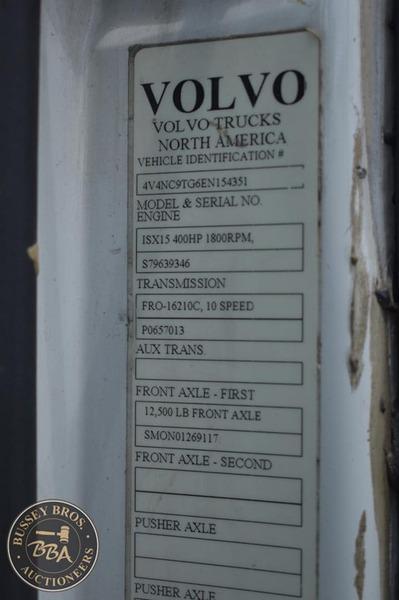 VOLVO
VOLVO TRUCKS
NORTH AMERICA
VEHICLE IDENTIFICATION #
4V4NC9TG6EN154351
MODEL & SERIAL NO.
ENGINE
ISX15 400HP 1800RPM,
S79639346
TRANSMISSION
FRO-16210C, 10 SPEED
P0657013
AUX TRANS.
FRONT AXLE - FIRST
12,500 LB FRONT AXLE
SMON01269117
FRONT AXLE - SECOND
PUSHER AXLE
PUSHER AXLE
BUSSEY BROS.
BBA
AUCTIONEERS